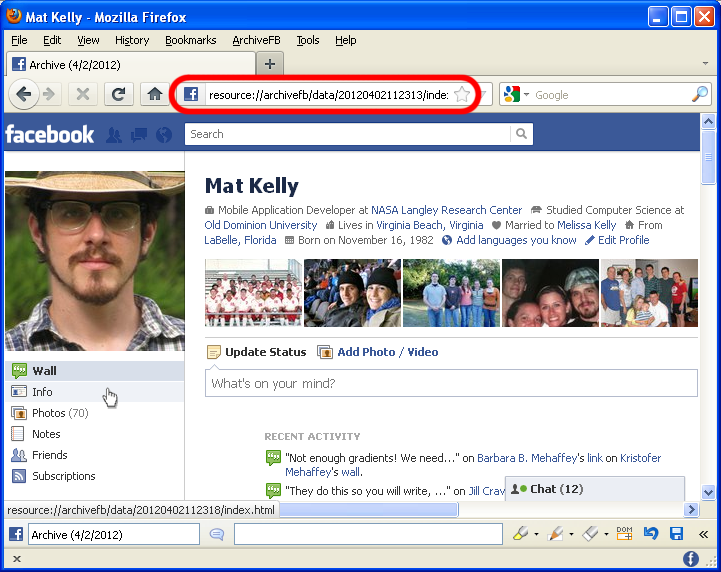 Mat Kelly - Mozilla Firefox
File Edit View History Bookmarks ArchiveFB Tools Help
Archive (4/2/2012)
resource://archivefb/data/20120402112313/inde
Google
facebook
Search
Mat Kelly
Mobile Application Developer at NASA Langley Research Center Studied Computer Science at
Old Dominion University Lives in Virginia Beach, Virginia Married to Melissa Kelly From
LaBelle, Florida Born on November 16, 1982 Add languages you know Edit Profile
Update Status Add Photo / Video
What's on your mind?
Wall
Info
Photos (70)
Notes
Friends
Subscriptions
RECENT ACTIVITY
"Not enough gradients! We need..." on Barbara B. Mehaffey's link on Kristofer
Mehaffey's wall.
"They do this so you will write, ..." on Jill Crav
Chat (12)
resource://archivefb/data/20120402112318/index.html
Archive (4/2/2012)
DOM